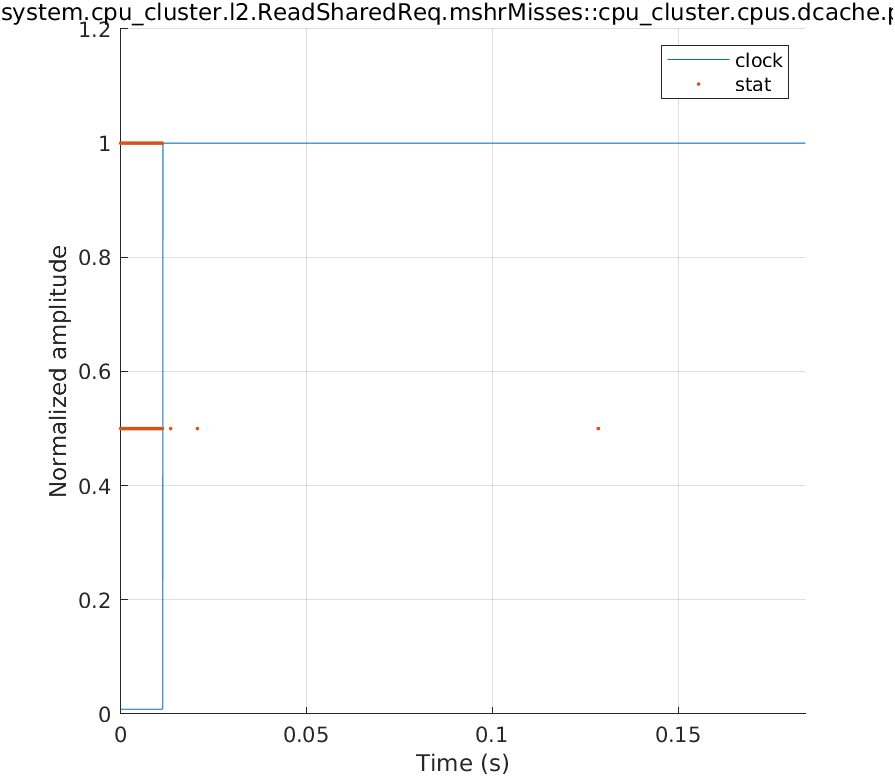 system.cpu_cluster.l2.ReadSharedReq.mshrMisses::cpu_cluster.cpus.dcache.p
1.2
clock
stat
1
0.8
0.6
0.4
0.2
0
Normalized amplitude
0
0.05
0.1
0.15
Time (s)